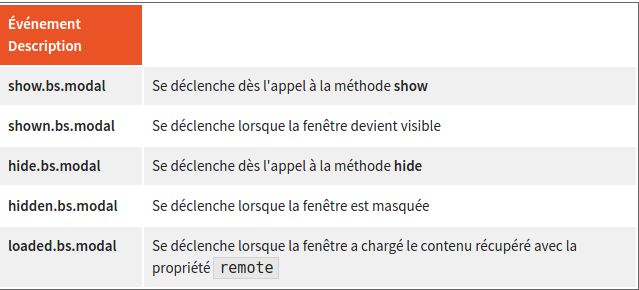 Événement
Description
show.bs.modal Se déclenche dès l'appel à la méthode show
shown.bs.modal Se déclenche lorsque la fenêtre devient visible
hide.bs.modal Se déclenche dès l'appel à la méthode hide
hidden.bs.modal Se déclenche lorsque la fenêtre est masquée
loaded.bs.modal Se déclenche lorsque la fenêtre a chargé le contenu récupéré avec la
propriété remote